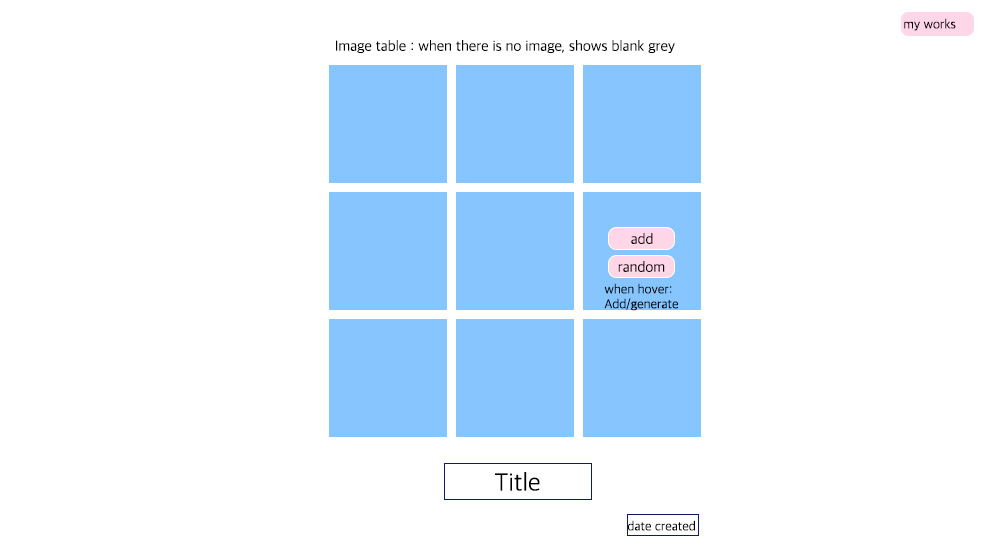 my works
Image table : when there is no image, shows blank grey
add
random
when hover:
Add/generate
Title
date created